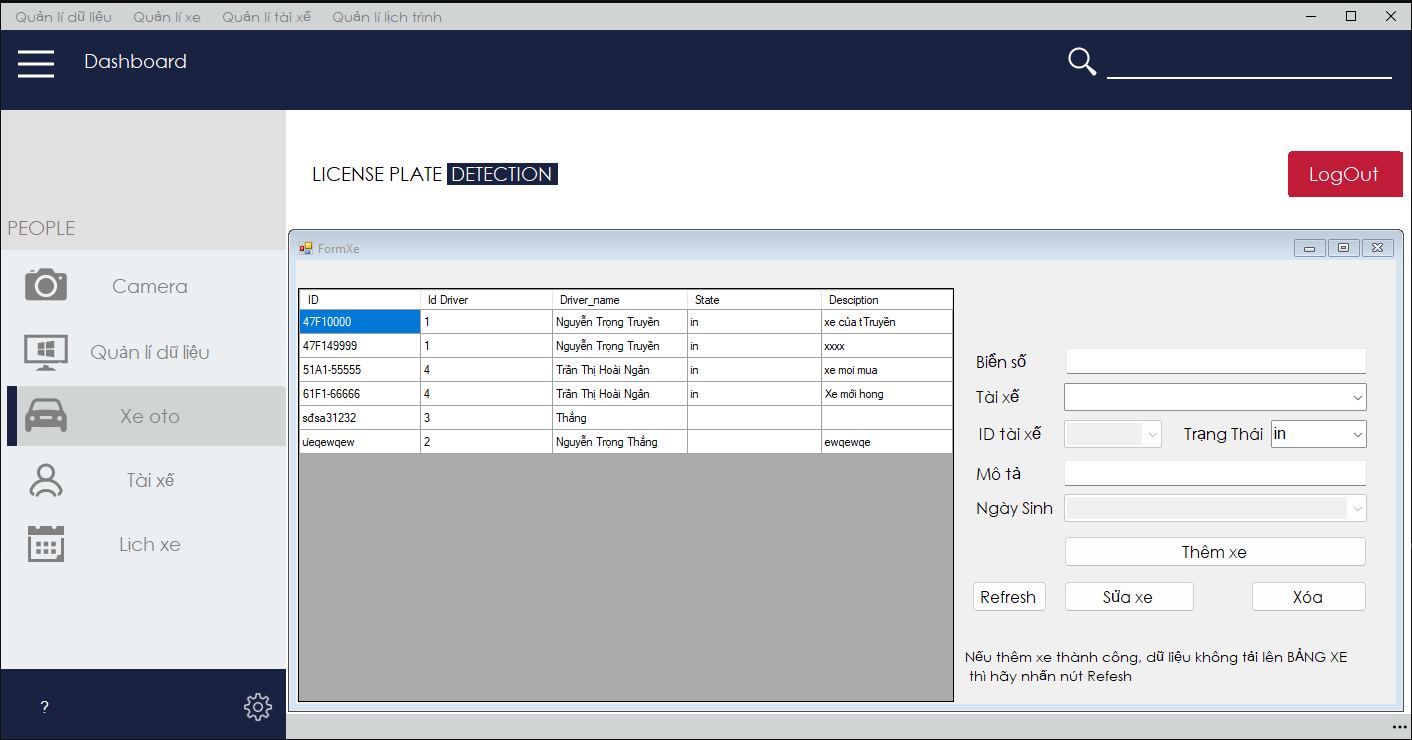 Quản lí dữ liệu Quản lí xe Quản lí tài xế Quản lí lịch trình
Dashboard
LICENSE PLATE DETECTION
LogOut
PEOPLE
Camera
Quản lí dữ liệu
Xe oto
Tài xế
Lịch xe
?
FormXe
ID Id Driver Driver_name State Desciption
47F10000 1 Nguyễn Trọng Truyền in xe của tTruyền
47F149999 1 Nguyễn Trọng Truyền in xxxx
51A1-55555 4 Trần Thị Hoài Ngân in xe moi mua
61F1-66666 4 Trần Thị Hoài Ngân in Xe mới hong
sđsa31232 3 Thắng
ưeqewqew 2 Nguyễn Trọng Thắng ewqewqe
Biển số
Tài xế
ID tài xế Trạng Thái in
Mô tả
Ngày Sinh
Thêm xe
Refresh Sửa xe Xóa
Nếu thêm xe thành công, dữ liệu không tải lên BẢNG XE
thì hãy nhấn nút Refesh